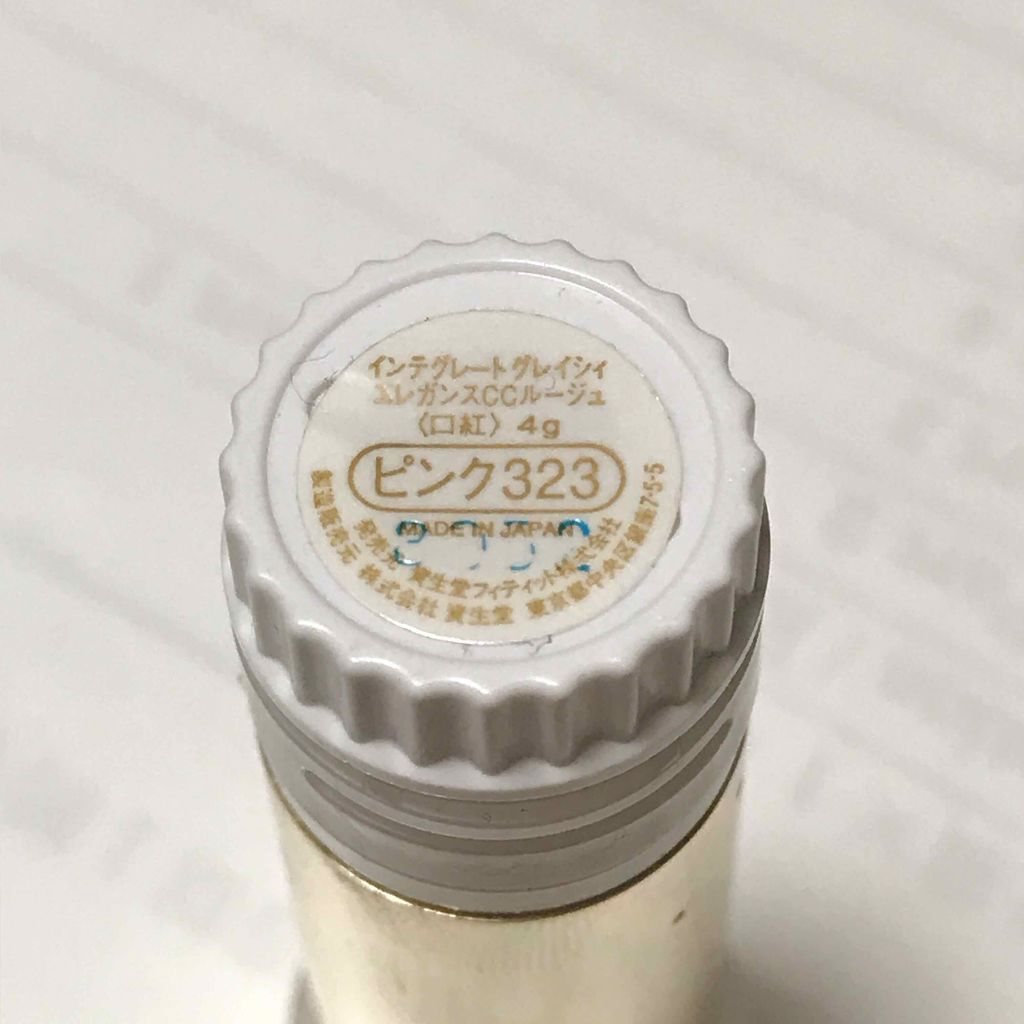 インテグレート グレイシィ
エレガンスCCルージュ
〈口紅〉 4g
ピンク323
MADE IN JAPAN
発売元 資生堂フィティット株式会社
製造販売元 株式会社 資生堂 東京都中央区銀座7-5-5